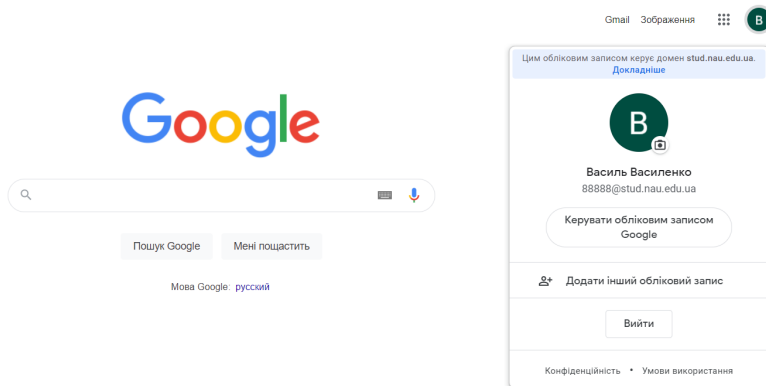 Gmail Зображення
В
Цим обліковим записом керує домен stud.nau.edu.ua.
Докладніше
Google
В
Василь Василенко
88888@stud.nau.edu.ua
Керувати обліковим записом
Google
Пошук Google Мені пощастить
Додати інший обліковий запис
Мова Google: русский
Вийти
Конфіденційність • Умови використання